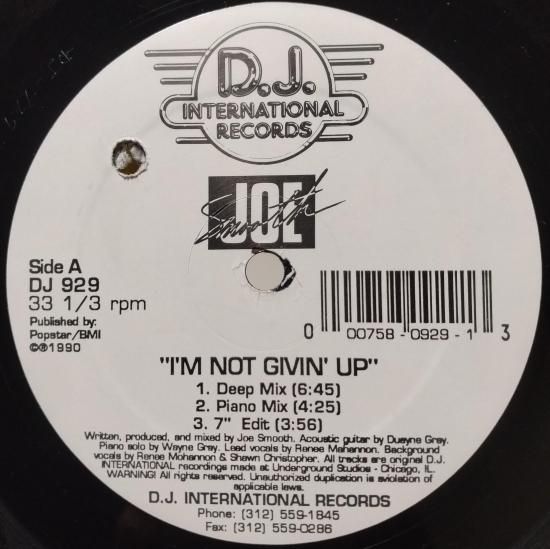 D.J.
INTERNATIONAL
RECORDS
JOE
Smooth
Side A
DJ 929
33 1/3 rpm
Published by:
Popstar/BMI
©℗1990
0 00758 - 0929 - 1 3
"I'M NOT GIVIN' UP"
1. Deep Mix (6:45)
2. Piano Mix (4:25)
3. 7" Edit (3:56)
Written, produced, and mixed by Joe Smooth. Acoustic guitar by Duayne Gray.
Piano solo by Wayne Gray. Lead vocals by Renee Mahannon. Background
vocals by Renee Mohannon & Shawn Christopher. All tracks are original D.J.
INTERNATIONAL recordings made at Underground Studios - Chicago, IL.
WARNING! All rights reserved. Unauthorized duplication is aviolation of
applicable laws.
D.J. INTERNATIONAL RECORDS
Phone: (312) 559-1845
Fax: (312) 559-0286